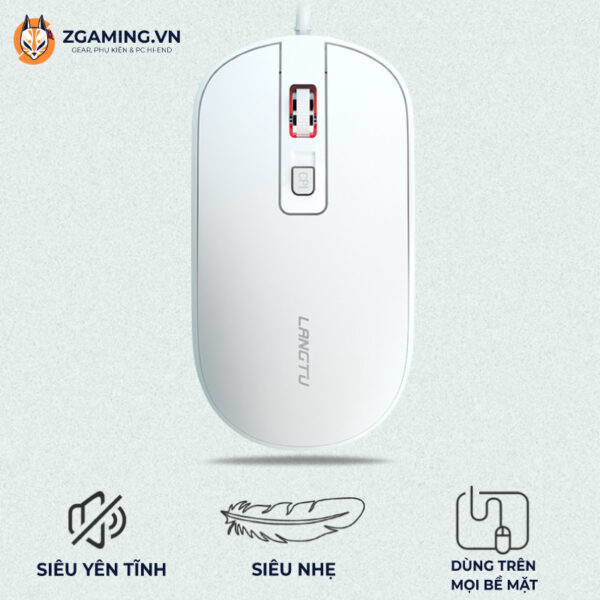 ZGAMING.VN
GEAR, PHỤ KIỆN & PC HI-END
CPI
LANGTU
SIÊU YÊN TĨNH
SIÊU NHẸ
DÙNG TRÊN
MỌI BỀ MẶT